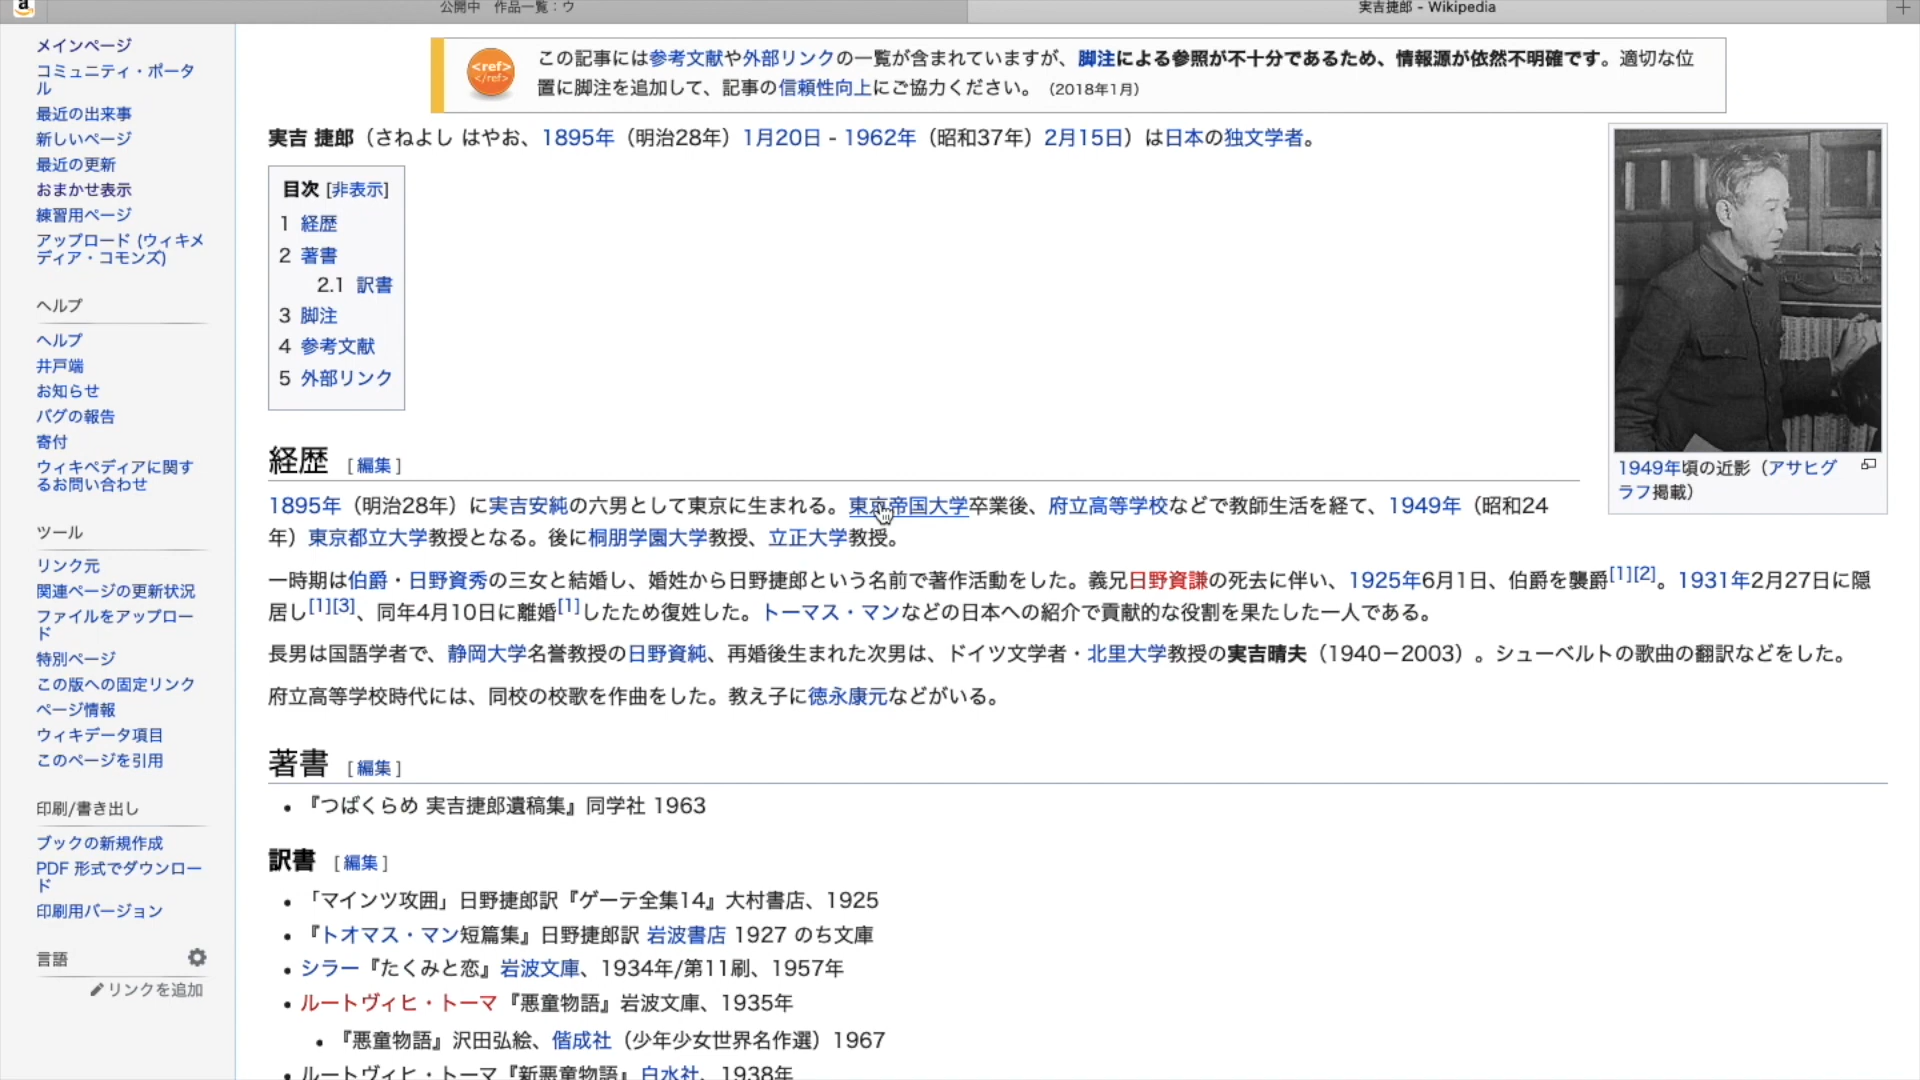 公開中　作品一覧：ウ
実吉捷郎 - Wikipedia
メインページ
コミュニティ・ポータ
ル
最近の出来事
新しいページ
最近の更新
おまかせ表示
練習用ページ
アップロード (ウィキメ
ディア・コモンズ)
ヘルプ
ヘルプ
井戸端
お知らせ
バグの報告
寄付
ウィキペディアに関す
るお問い合わせ
ツール
リンク元
関連ページの更新状況
ファイルをアップロー
ド
特別ページ
この版への固定リンク
ページ情報
ウィキデータ項目
このページを引用
印刷/書き出し
ブックの新規作成
PDF 形式でダウンロー
ド
印刷用バージョン
言語
リンクを追加
<ref>
</ref>
この記事には参考文献や外部リンクの一覧が含まれていますが、脚注による参照が不十分であるため、情報源が依然不明確です。適切な位
置に脚注を追加して、記事の信頼性向上にご協力ください。（2018年1月）
実吉 捷郎（さねよし はやお、1895年（明治28年）1月20日 - 1962年（昭和37年）2月15日）は日本の独文学者。
目次 [非表示]
1 経歴
2 著書
2.1 訳書
3 脚注
4 参考文献
5 外部リンク
1949年頃の近影（アサヒグ
ラフ掲載）
経歴 [ 編集 ]
1895年（明治28年）に実吉安純の六男として東京に生まれる。東京帝国大学卒業後、府立高等学校などで教師生活を経て、1949年（昭和24
年）東京都立大学教授となる。後に桐朋学園大学教授、立正大学教授。
一時期は伯爵・日野資秀の三女と結婚し、婚姓から日野捷郎という名前で著作活動をした。義兄日野資謙の死去に伴い、1925年6月1日、伯爵を襲爵[1][2]。1931年2月27日に隠
居し[1][3]、同年4月10日に離婚[1]したため復姓した。トーマス・マンなどの日本への紹介で貢献的な役割を果たした一人である。
長男は国語学者で、静岡大学名誉教授の日野資純、再婚後生まれた次男は、ドイツ文学者・北里大学教授の実吉晴夫（1940－2003）。シューベルトの歌曲の翻訳などをした。
府立高等学校時代には、同校の校歌を作曲をした。教え子に徳永康元などがいる。
著書 [ 編集 ]
• 『つばくらめ 実吉捷郎遺稿集』同学社 1963
訳書 [ 編集 ]
• 「マインツ攻囲」日野捷郎訳『ゲーテ全集14』大村書店、1925
• 『トオマス・マン短篇集』日野捷郎訳 岩波書店 1927 のち文庫
• シラー『たくみと恋』岩波文庫、1934年/第11刷、1957年
• ルートヴィヒ・トーマ『悪童物語』岩波文庫、1935年
• 『悪童物語』沢田弘絵、偕成社（少年少女世界名作選）1967
• ルートヴィヒ・トーマ『新悪童物語』白水社、1938年